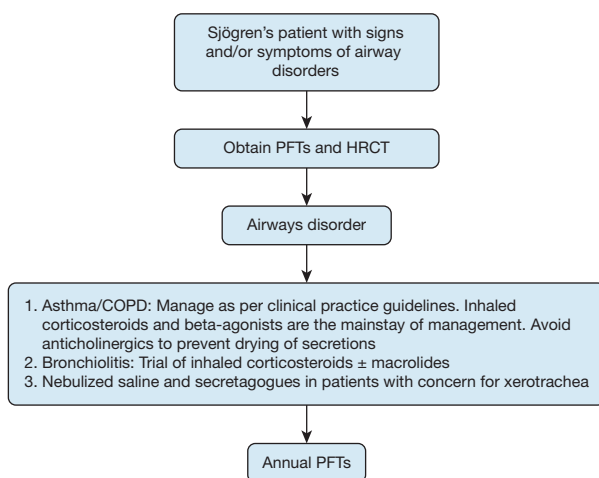 Sjögren's patient with signs
and/or symptoms of airway
disorders
Obtain PFTs and HRCT
Airways disorder
1. Asthma/COPD: Manage as per clinical practice guidelines. Inhaled
corticosteroids and beta-agonists are the mainstay of management. Avoid
anticholinergics to prevent drying of secretions
2. Bronchiolitis: Trial of inhaled corticosteroids ± macrolides
3. Nebulized saline and secretagogues in patients with concern for xerotrachea
Annual PFTs